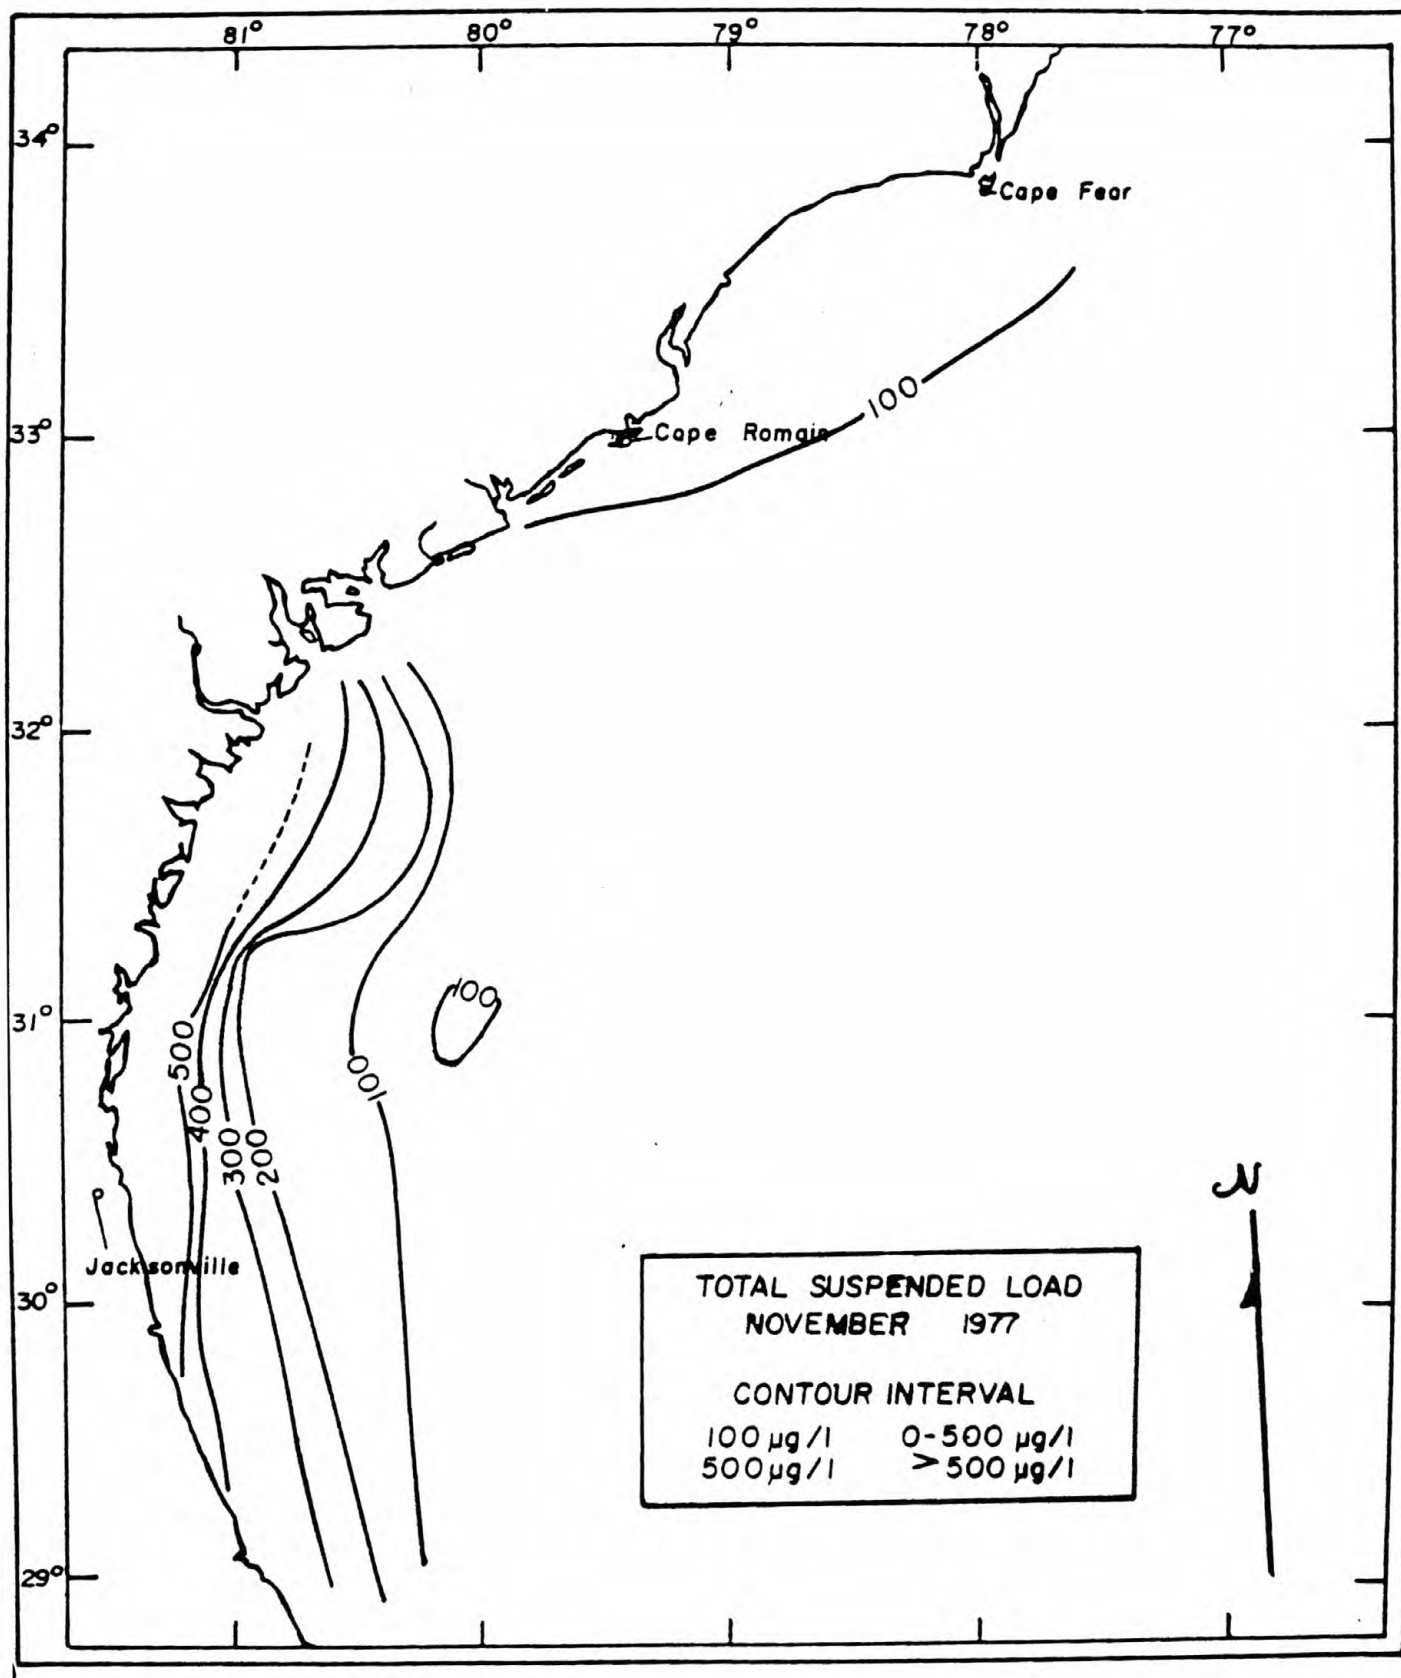 81° 80° 79° 78° 77°
34°
Cape Fear
100
33°
Cape Romain
32°
100
31°
500
100
400
300
200
N
Jacksonville
30°
TOTAL SUSPENDED LOAD
NOVEMBER 1977
CONTOUR INTERVAL
100 µg/l 0-500 µg/l
500 µg/l >500 µg/l
29°